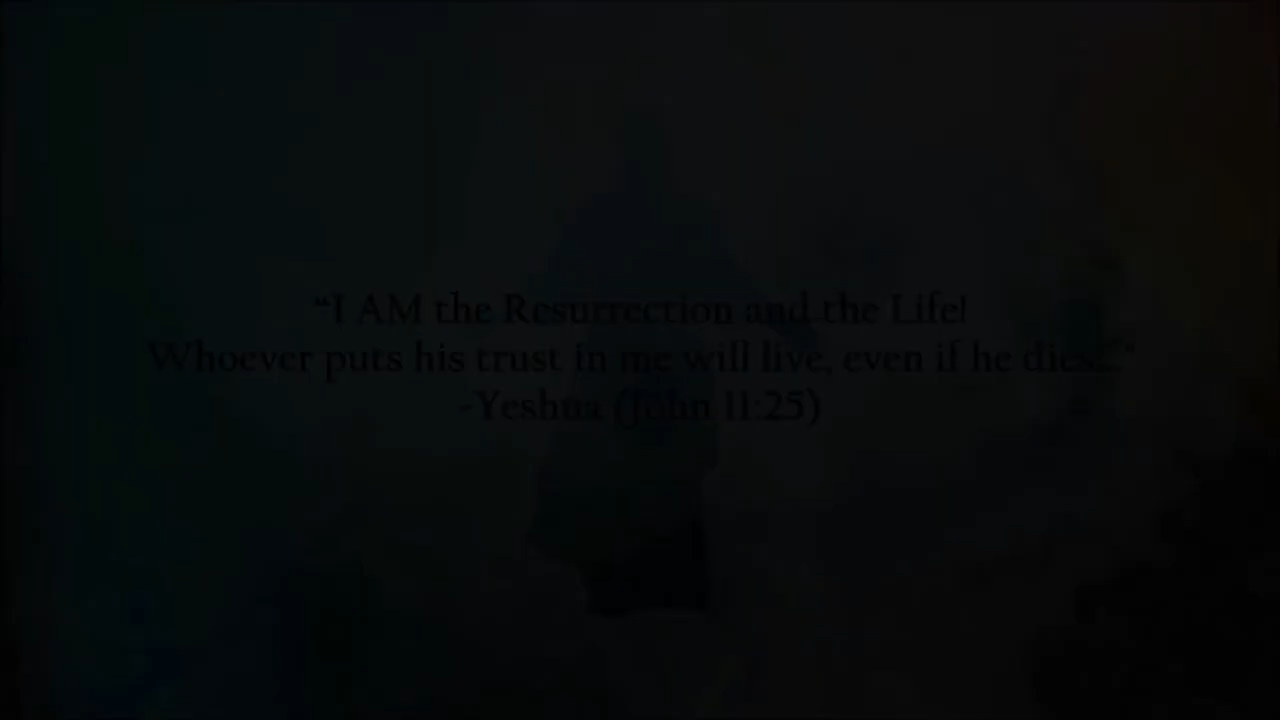 “I AM the Resurrection and the Life!
Whoever puts his trust in me will live, even if he dies..."
-Yeshua (John 11:25)